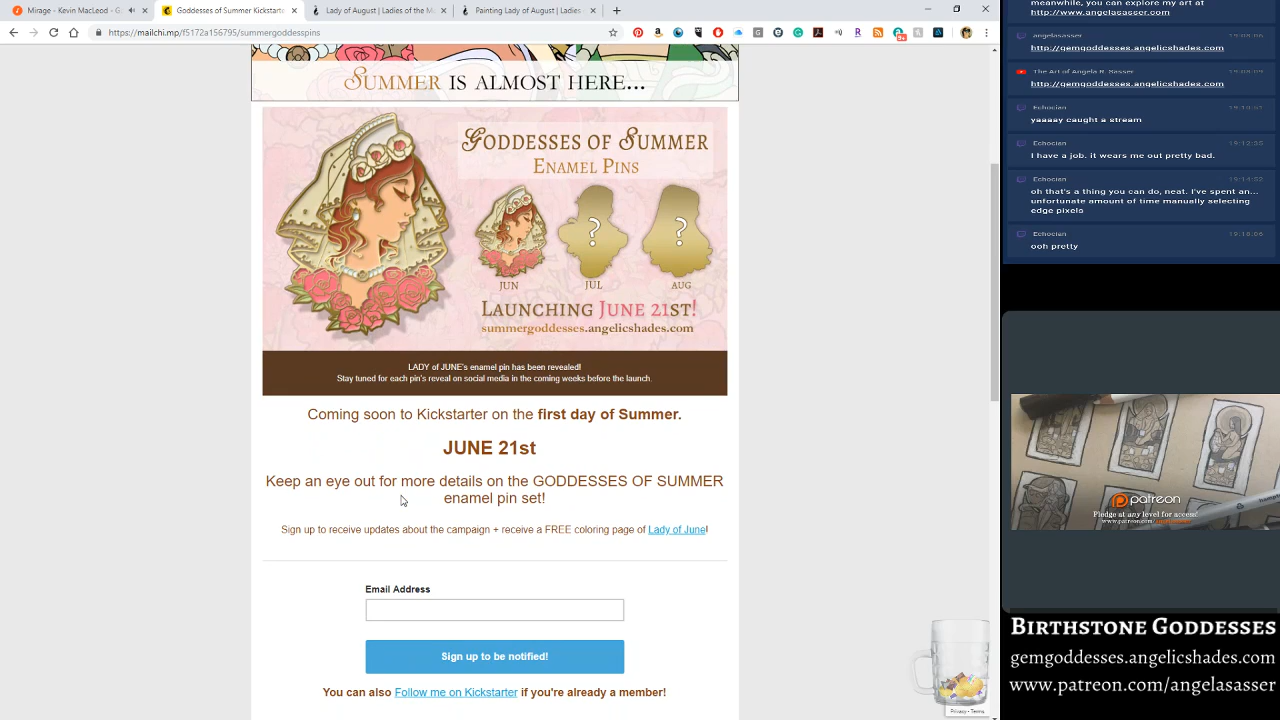 Mirage - Kevin MacLeod - G
Goddesses of Summer Kickstarte
Lady of August | Ladies of the Mo
Painting Lady of August | Ladies
https://mailchi.mp/f5172a156795/summergoddesspins
SUMMER IS ALMOST HERE...
GODDESSES OF SUMMER
ENAMEL PINS
? ?
JUN JUL AUG
LAUNCHING JUNE 21ST!
summergoddesses.angelicshades.com
LADY of JUNE's enamel pin has been revealed!
Stay tuned for each pin's reveal on social media in the coming weeks before the launch.
Coming soon to Kickstarter on the first day of Summer.
JUNE 21st
Keep an eye out for more details on the GODDESSES OF SUMMER
enamel pin set!
Sign up to receive updates about the campaign + receive a FREE coloring page of Lady of June!
Email Address
Sign up to be notified!
You can also Follow me on Kickstarter if you're already a member!
Privacy - Terms
meanwhile, you can explore my art at
http://www.angelasasser.com
angelasasser
http://gemgoddesses.angelicshades.com
The Art of Angela R. Sasser
http://gemgoddesses.angelicshades.com
Echocian
yaaaay caught a stream
Echocian
I have a job. it wears me out pretty bad.
Echocian
oh that's a thing you can do, neat. I've spent an...
unfortunate amount of time manually selecting
edge pixels
Echocian
ooh pretty
patreon
Pledge at any level for access!
BIRTHSTONE GODDESSES
gemgoddesses.angelicshades.com
www.patreon.com/angelasasser